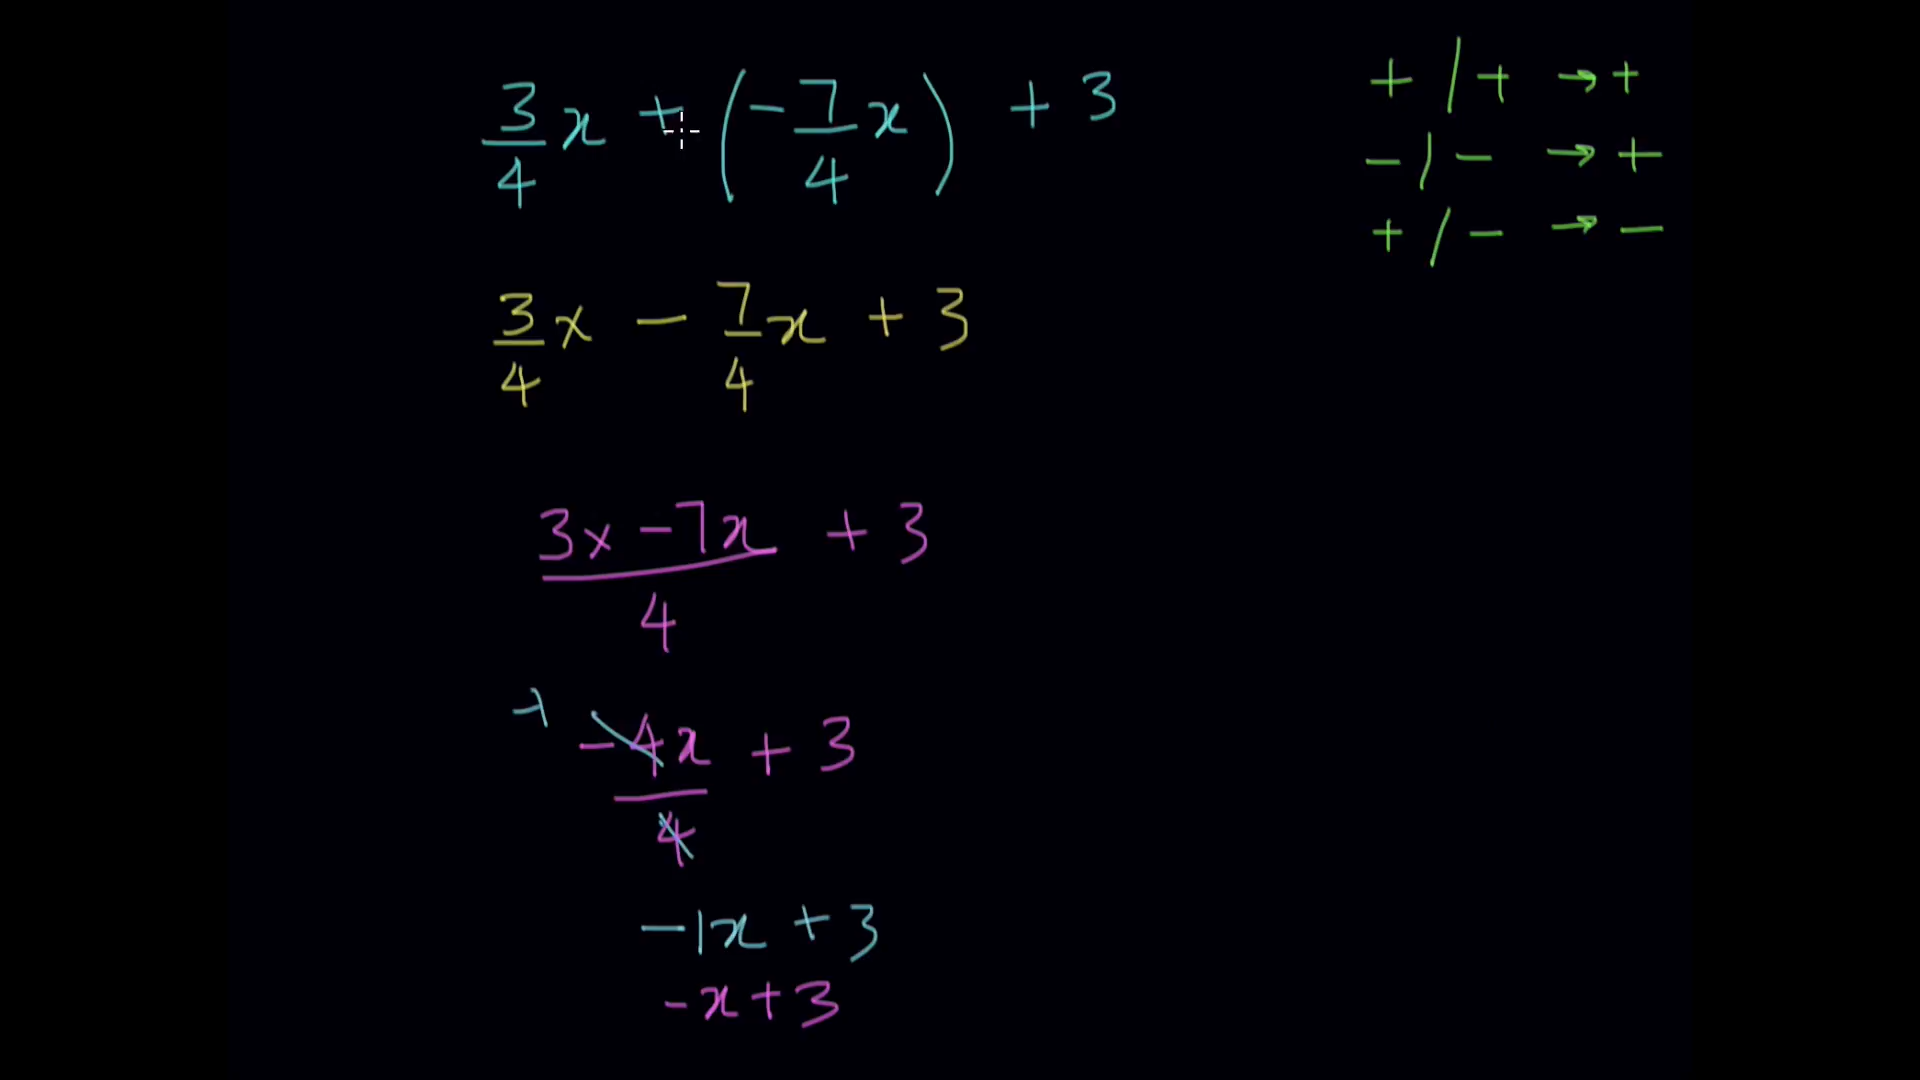 3/4 x + (-7/4 x) + 3
3/4 x - 7/4 x + 3
3x - 7x / 4 + 3
-1
-4x / 4 + 3
-1x + 3
-x + 3
+ / + → +
- / - → +
+ / - → -